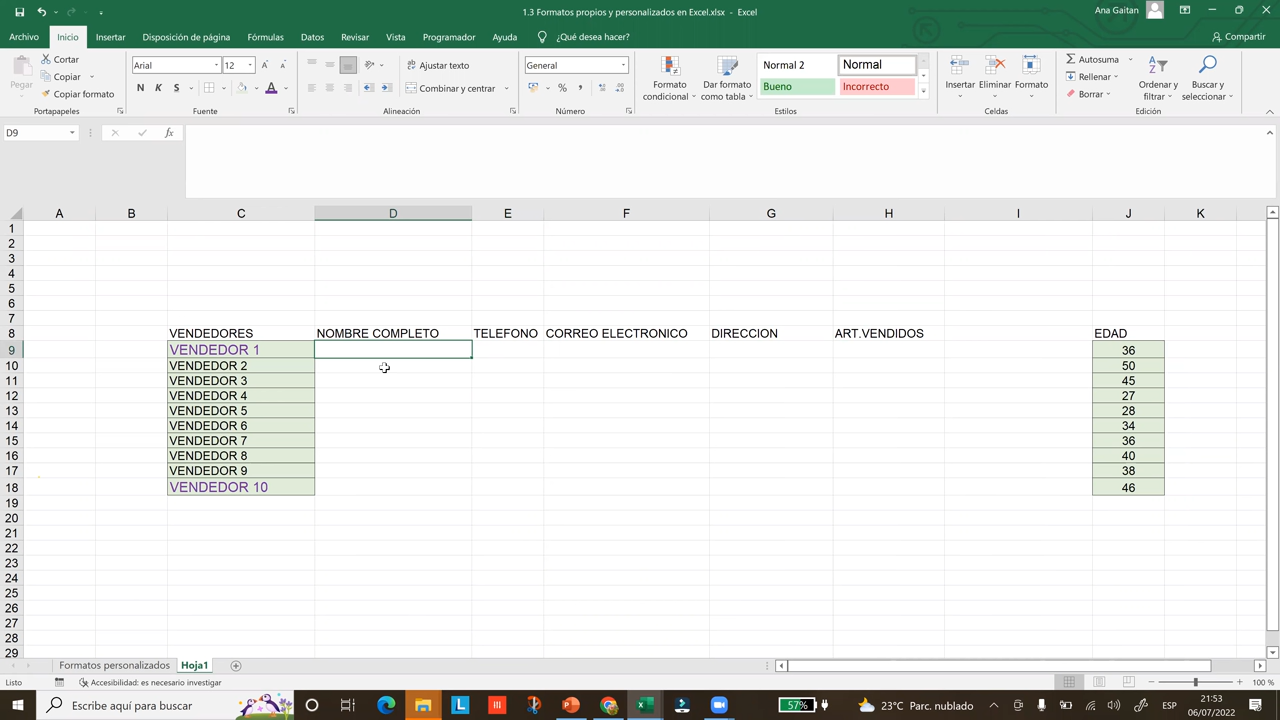 1.3 Formatos propios y personalizados en Excel.xlsx - Excel
Ana Gaitan
Archivo Inicio Insertar Disposición de página Fórmulas Datos Revisar Vista Programador Ayuda ¿Qué desea hacer? Compartir
Pegar
Cortar
Copiar
Copiar formato
Portapapeles
Arial 12
N K S A
Fuente
Ajustar texto
Combinar y centrar
Alineación
General
% 
Número
Formato condicional
Dar formato como tabla
Normal 2 Normal
Bueno Incorrecto
Estilos
Insertar Eliminar Formato
Celdas
Autosuma
Rellenar
Borrar
Ordenar y filtrar
Buscar y seleccionar
Edición
D9 fx
A B C D E F G H I J K
1
2
3
4
5
6
7
8 VENDEDORES NOMBRE COMPLETO TELEFONO CORREO ELECTRONICO DIRECCION ART.VENDIDOS EDAD
9 VENDEDOR 1 36
10 VENDEDOR 2 50
11 VENDEDOR 3 45
12 VENDEDOR 4 27
13 VENDEDOR 5 28
14 VENDEDOR 6 34
15 VENDEDOR 7 36
16 VENDEDOR 8 40
17 VENDEDOR 9 38
18 VENDEDOR 10 46
19
20
21
22
23
24
25
26
27
28
29
Formatos personalizados Hoja1
Listo Accesibilidad: es necesario investigar 100 %
Escribe aquí para buscar 57% 23°C Parc. nublado ESP 21:53
06/07/2022